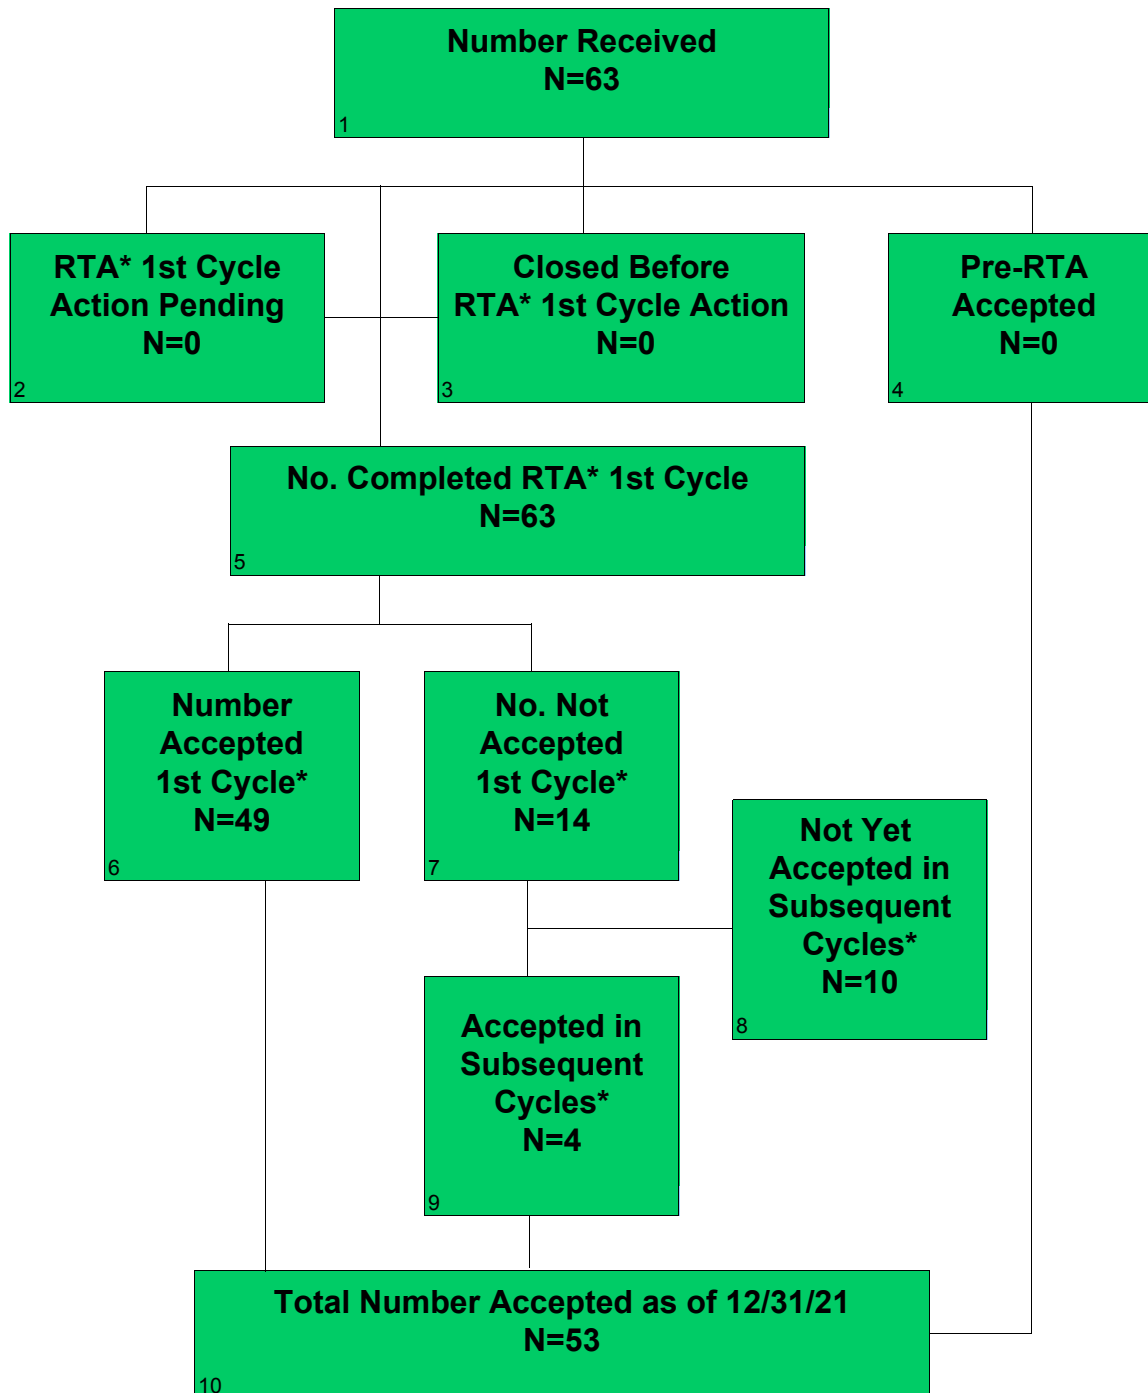 Number Received
N=63
1
RTA* 1st Cycle
Action Pending
N=0
2
Closed Before
RTA* 1st Cycle Action
N=0
3
Pre-RTA
Accepted
N=0
4
No. Completed RTA* 1st Cycle
N=63
5
Number
Accepted
1st Cycle*
N=49
6
No. Not
Accepted
1st Cycle*
N=14
7
Not Yet
Accepted in
Subsequent
Cycles*
N=10
8
Accepted in
Subsequent
Cycles*
N=4
9
Total Number Accepted as of 12/31/21
N=53
10